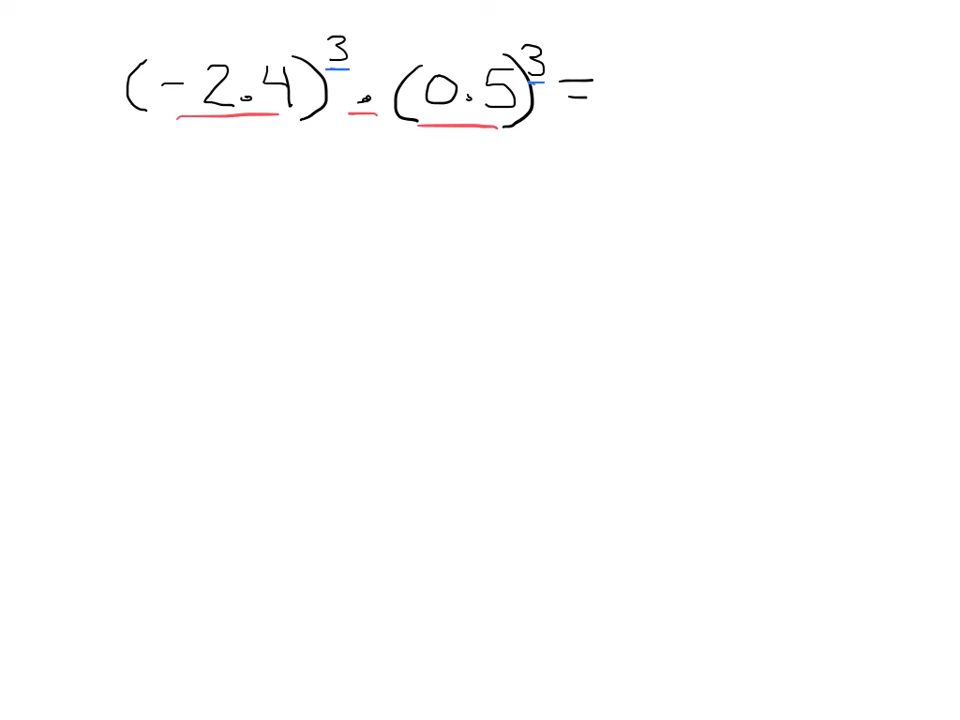 (-2.4)³ · (0.5)³ =